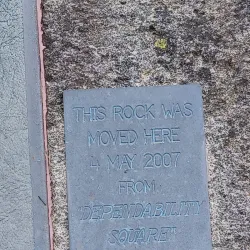 THIS ROCK WAS
MOVED HERE
4 MAY 2007
FROM
"DEPENDABILITY
SQUARE"